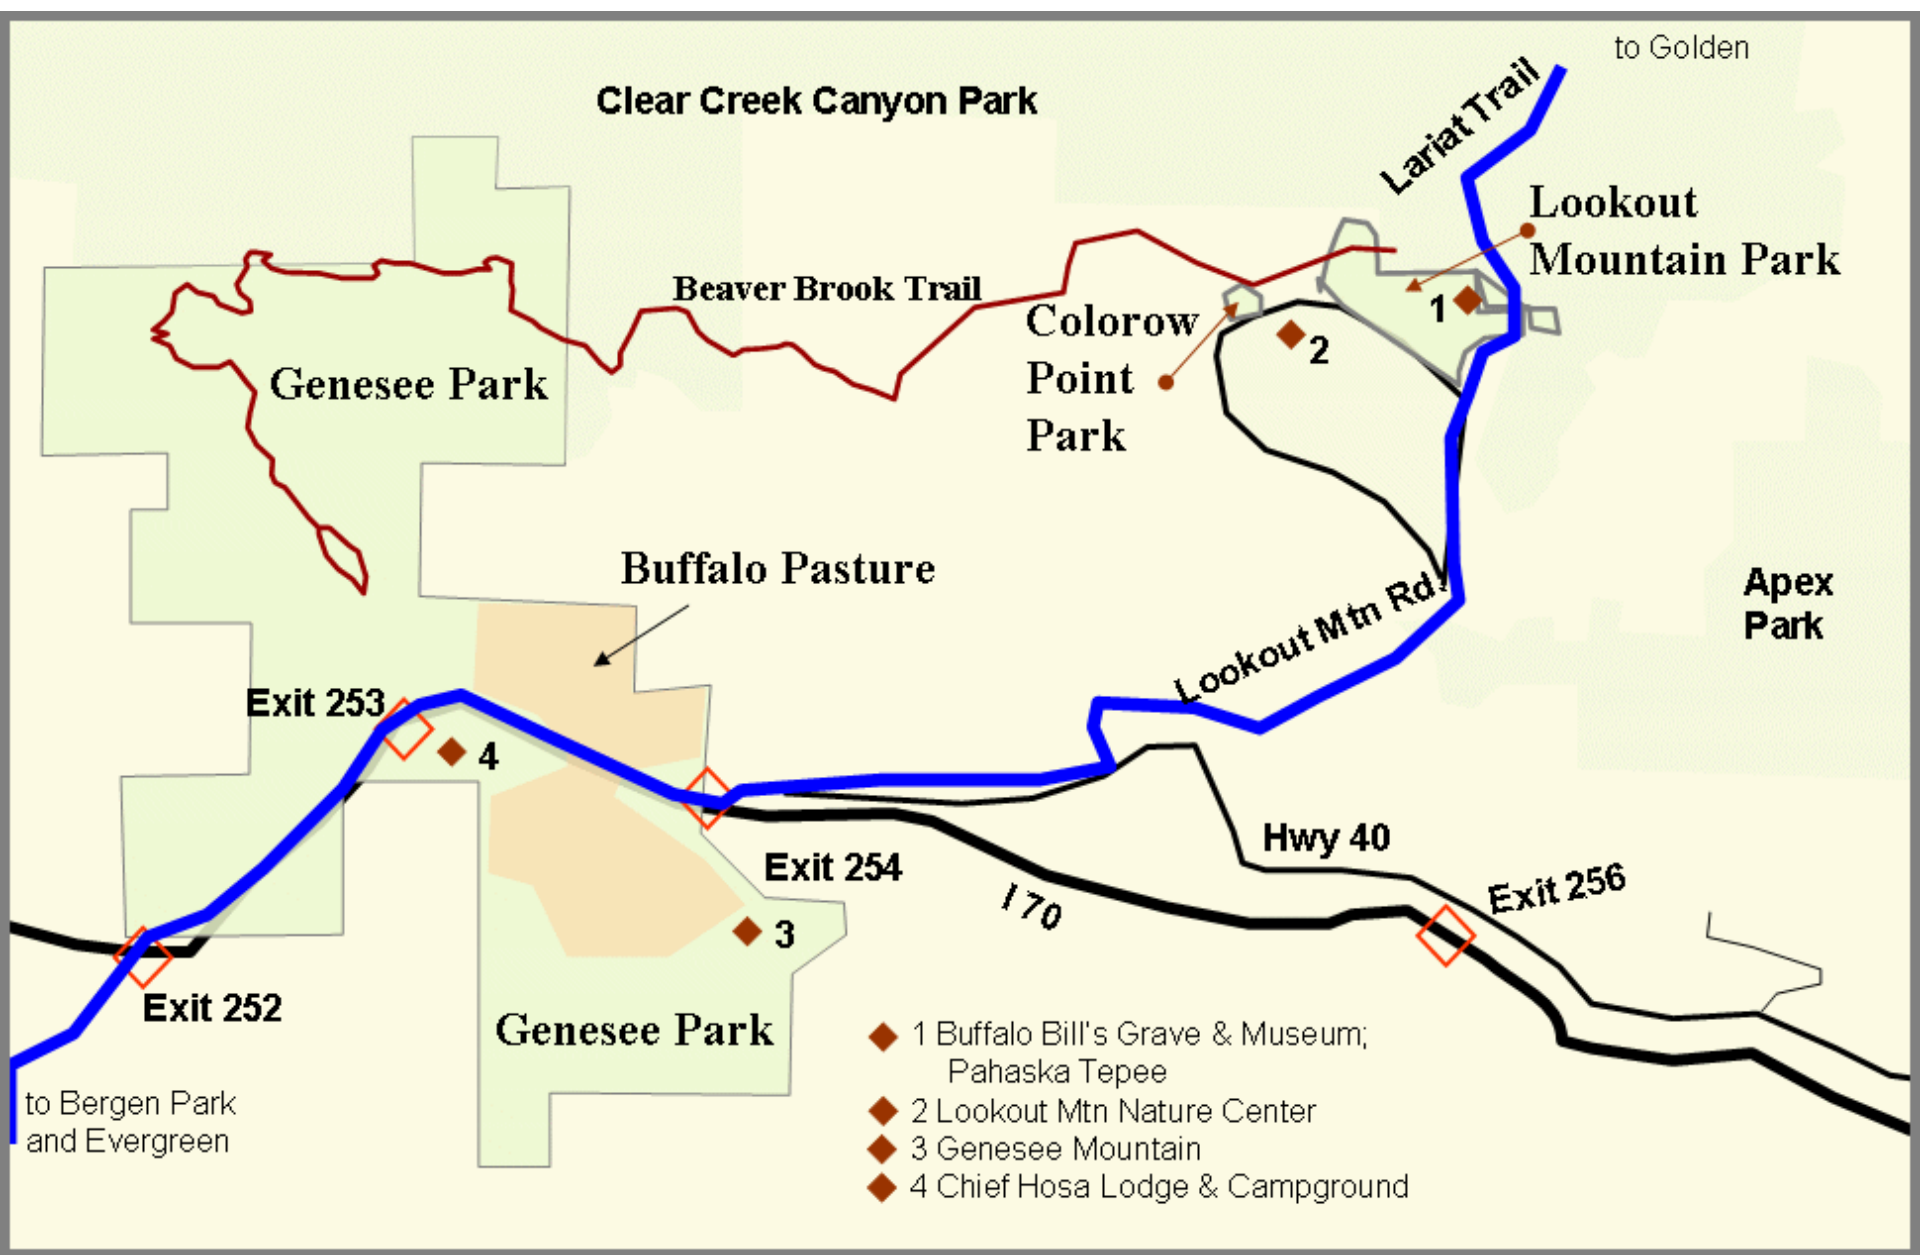 to Golden
Clear Creek Canyon Park
Lariat Trail
Lookout
Mountain Park
Beaver Brook Trail
1
Colorow
Point
Park
2
Genesee Park
Buffalo Pasture
Lookout Mtn Rd
Apex
Park
Exit 253
4
Hwy 40
Exit 254
Exit 256
I 70
3
Exit 252
Genesee Park
1 Buffalo Bill's Grave & Museum;
Pahaska Tepee
2 Lookout Mtn Nature Center
3 Genesee Mountain
4 Chief Hosa Lodge & Campground
to Bergen Park
and Evergreen